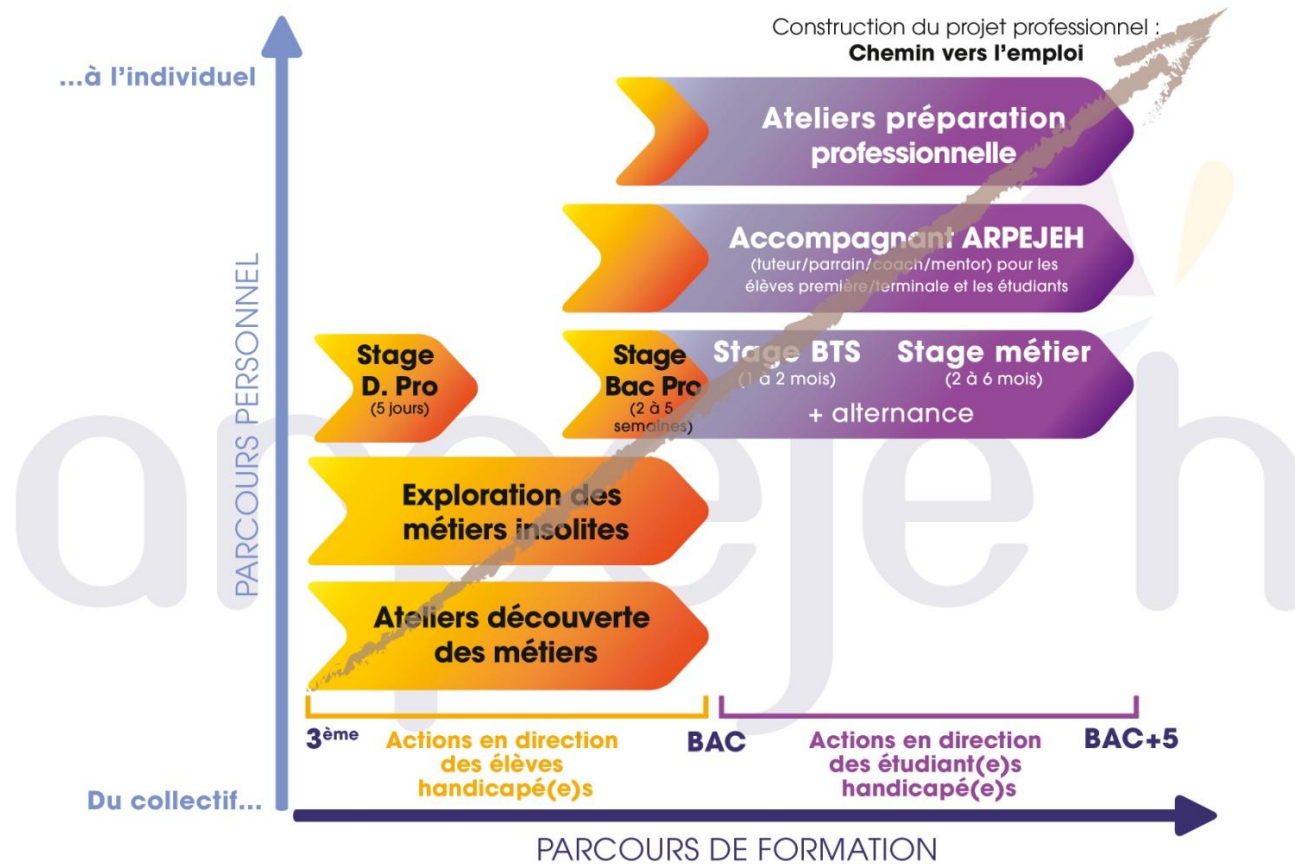 Construction du projet professionnel :
Chemin vers l'emploi
...à l'individuel
Ateliers préparation
professionnelle
Accompagnant ARPEJEH
(tuteur/parrain/coach/mentor) pour les
élèves première/terminale et les étudiants
Stage
D. Pro
(5 jours)
Stage
Bac Pro
(2 à 5
semaines)
Stage BTS
(1 à 2 mois)
Stage métier
(2 à 6 mois)
+ alternance
PARCOURS PERSONNEL
Exploration des
métiers insolites
Ateliers découverte
des métiers
arpejeh
3ème
Actions en direction
des élèves
handicapé(e)s
BAC
Actions en direction
des étudiant(e)s
handicapé(e)s
BAC+5
Du collectif...
PARCOURS DE FORMATION